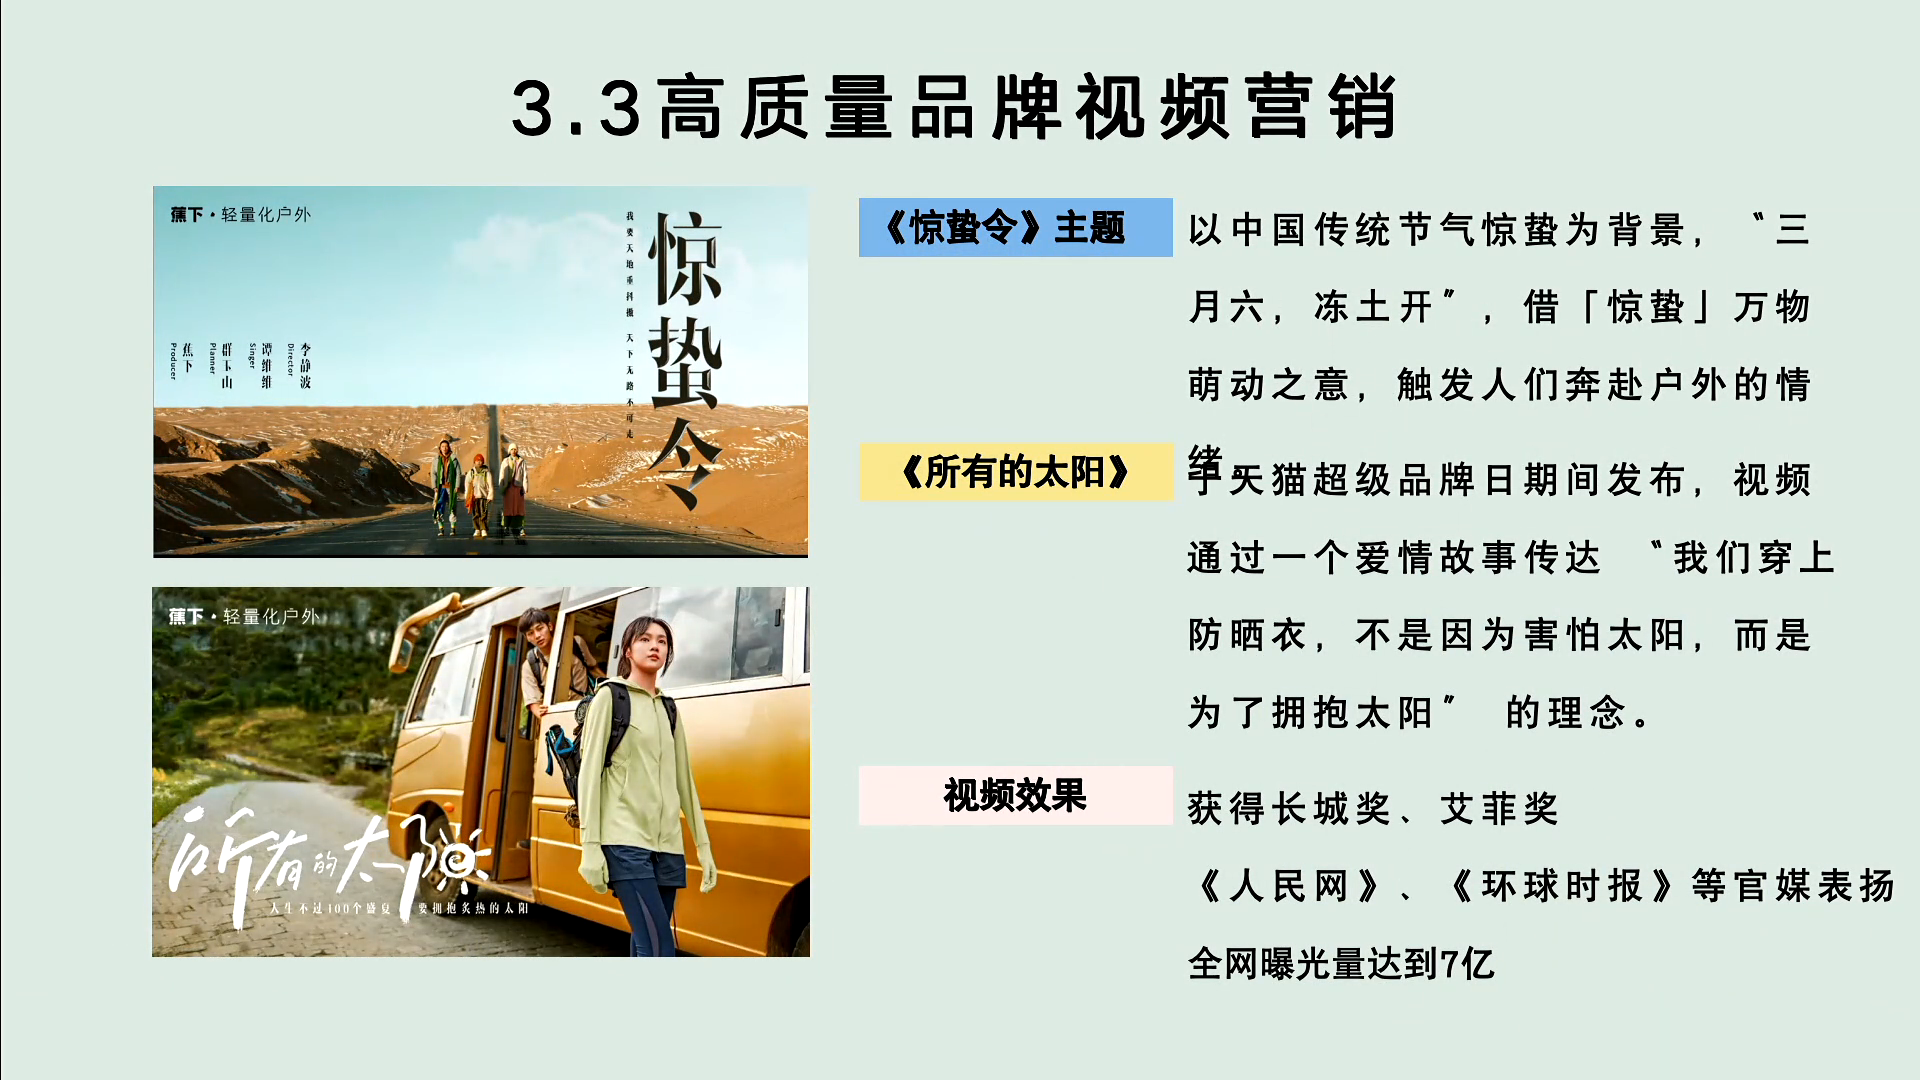 3.3高质量品牌视频营销
蕉下·轻量化户外
惊蛰令
我要天地重抖擞 天下无路不可走
李静波
Director
谭维维
Singer
群玉山
Planner
蕉下
Producer
蕉下·轻量化户外
所有的太阳
人生不过100个盛夏 要拥抱炙热的太阳
《惊蛰令》主题
以中国传统节气惊蛰为背景,〝三
月六,冻土开〞,借「惊蛰」万物
萌动之意,触发人们奔赴户外的情
绪。
《所有的太阳》
于天猫超级品牌日期间发布,视频
通过一个爱情故事传达 〝我们穿上
防晒衣,不是因为害怕太阳,而是
为了拥抱太阳〞 的理念。
视频效果
获得长城奖、艾菲奖
《人民网》、《环球时报》等官媒表扬
全网曝光量达到7亿